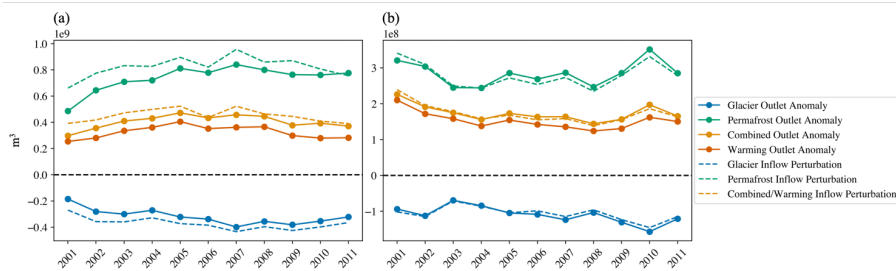 (a)
1e9
1.0
0.8
0.6
0.4
0.2
0.0
−0.2
−0.4
m³
2001 2002 2003 2004 2005 2006 2007 2008 2009 2010 2011
(b)
1e8
3
2
1
0
−1
2001 2002 2003 2004 2005 2006 2007 2008 2009 2010 2011
Glacier Outlet Anomaly
Permafrost Outlet Anomaly
Combined Outlet Anomaly
Warming Outlet Anomaly
Glacier Inflow Perturbation
Permafrost Inflow Perturbation
Combined/Warming Inflow Perturbation